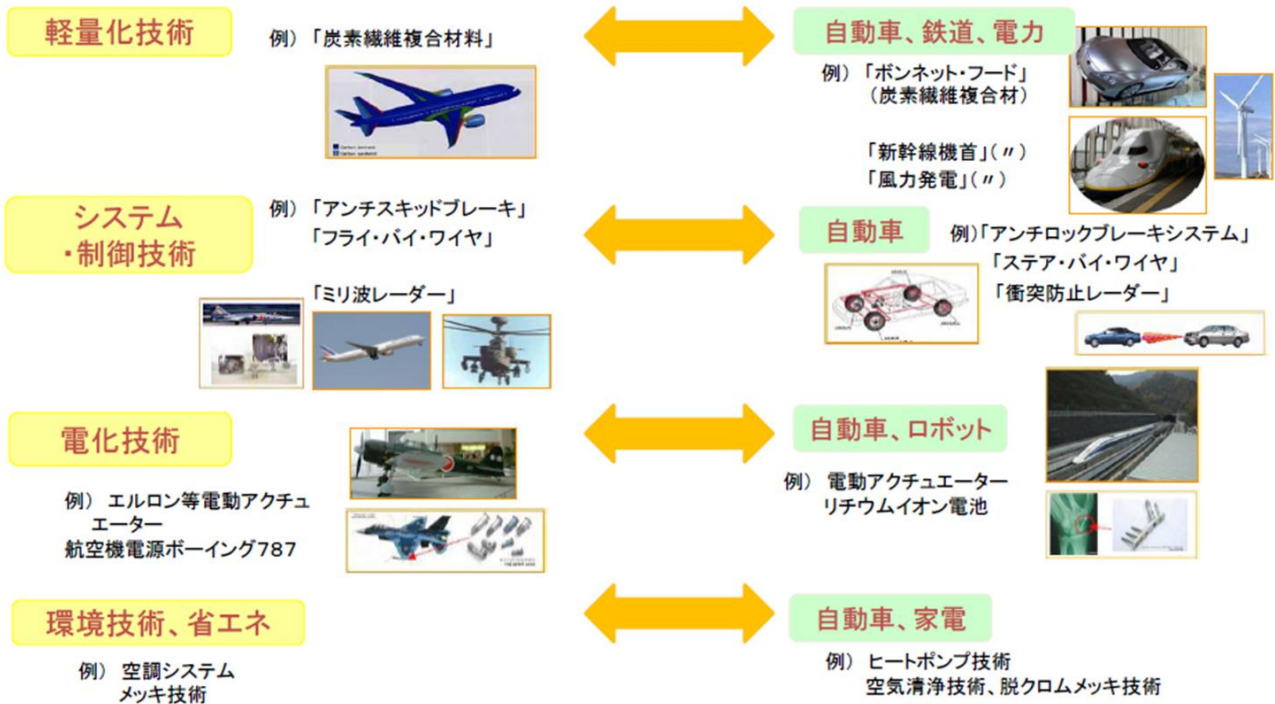 軽量化技術
例） 「炭素繊維複合材料」
自動車、鉄道、電力
例） 「ボンネット・フード」
（炭素繊維複合材）
「新幹線機首」(〃)
「風力発電」(〃)
システム
・制御技術
例） 「アンチスキッドブレーキ」
「フライ・バイ・ワイヤ」
「ミリ波レーダー」
自動車
例）「アンチロックブレーキシステム」
「ステア・バイ・ワイヤ」
「衝突防止レーダー」
電化技術
例） エルロン等電動アクチュ
エーター
航空機電源ボーイング787
自動車、ロボット
例） 電動アクチュエーター
リチウムイオン電池
環境技術、省エネ
例） 空調システム
メッキ技術
自動車、家電
例） ヒートポンプ技術
空気清浄技術、脱クロムメッキ技術